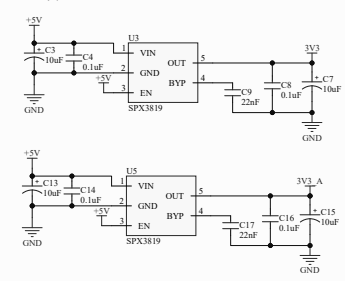 +5V
U3
3V3
C3
10uF
C4
0.1uF
1
VIN
OUT
5
2
GND
BYP
4
+5V
3
EN
SPX3819
C9
22nF
C8
0.1uF
C7
10uF
GND
GND
+5V
U5
3V3 A
C13
10uF
C14
0.1uF
1
VIN
OUT
5
2
GND
BYP
4
+5V
3
EN
SPX3819
C17
22nF
C16
0.1uF
C15
10uF
GND
GND